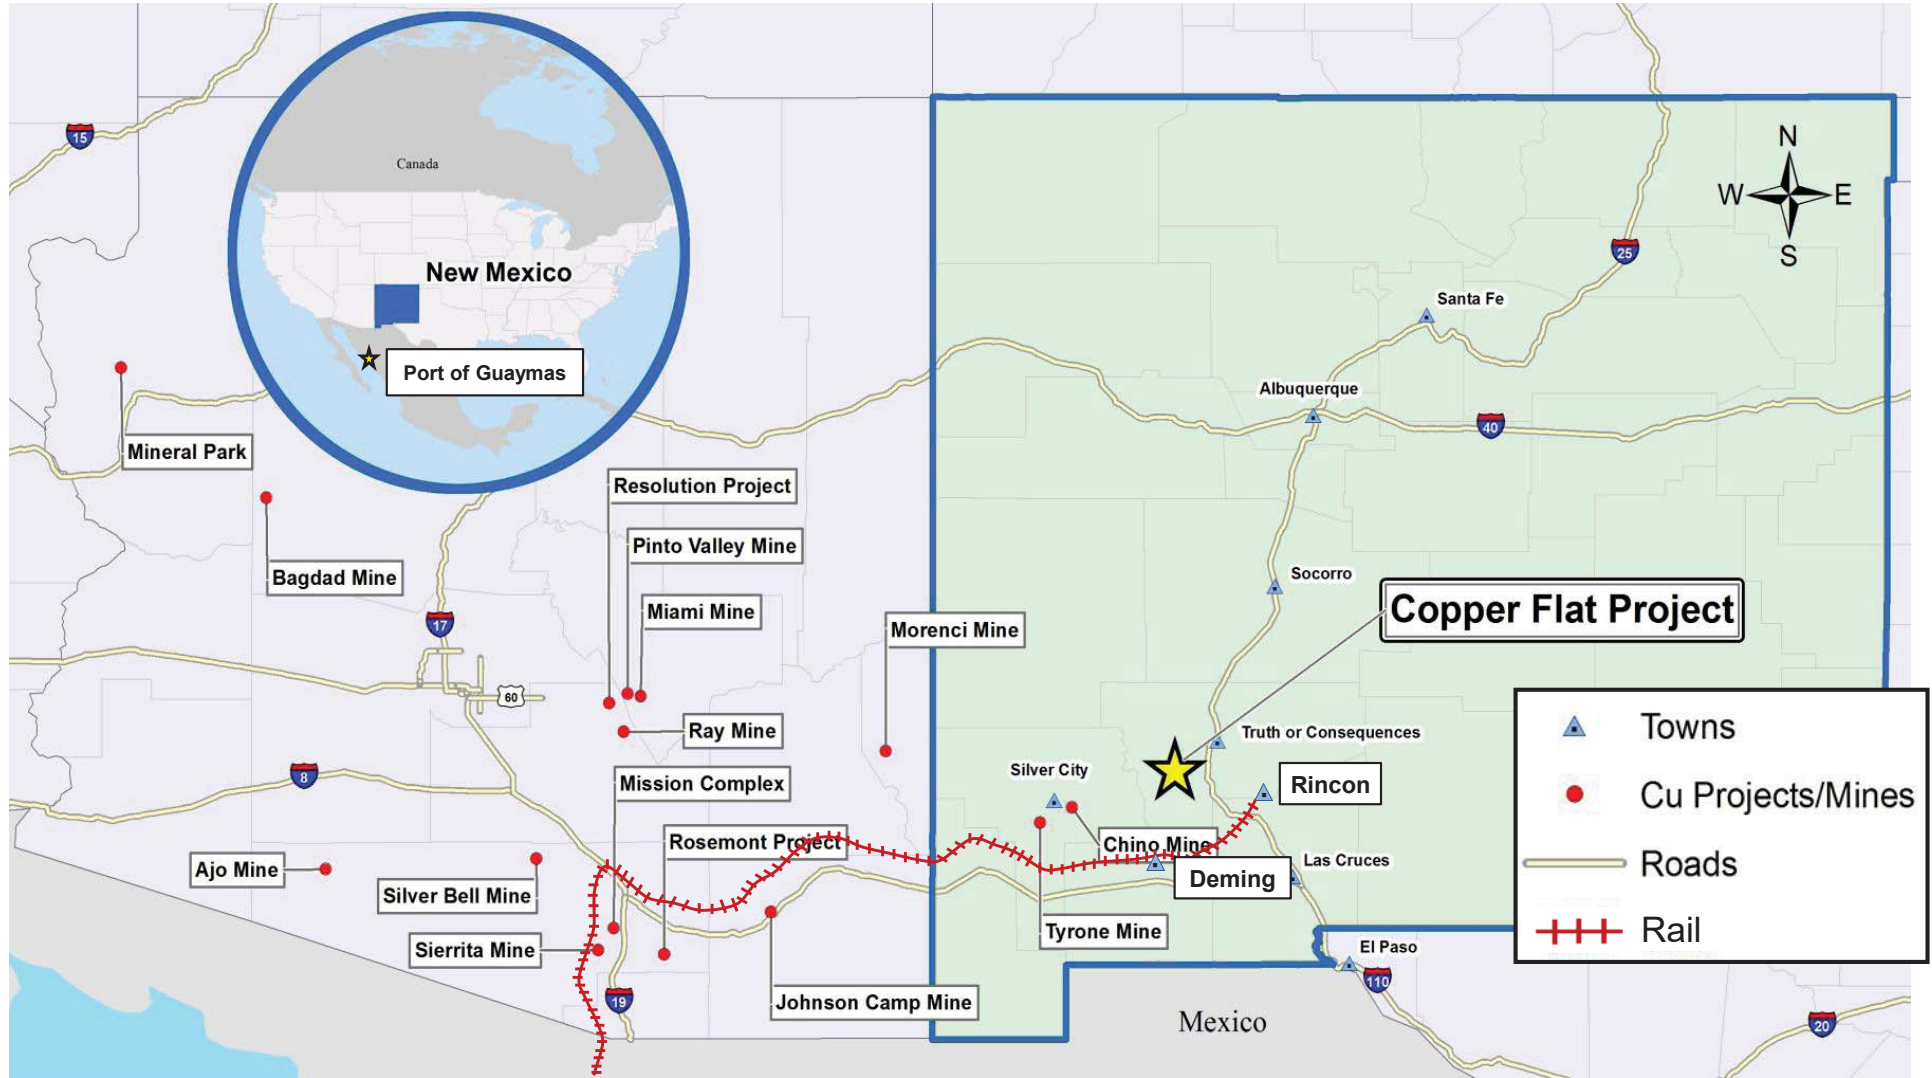 15
Canada
N
W
E
S
New Mexico
25
Santa Fe
Port of Guaymas
Albuquerque
40
Mineral Park
Resolution Project
Pinto Valley Mine
Bagdad Mine
Socorro
Miami Mine
Copper Flat Project
17
Morenci Mine
60
Ray Mine
Truth or Consequences
Towns
8
Silver City
Mission Complex
Rincon
Cu Projects/Mines
Rosemont Project
Chino Mine
Las Cruces
Roads
Ajo Mine
Silver Bell Mine
Deming
Tyrone Mine
Rail
Sierrita Mine
El Paso
110
19
Johnson Camp Mine
Mexico
20